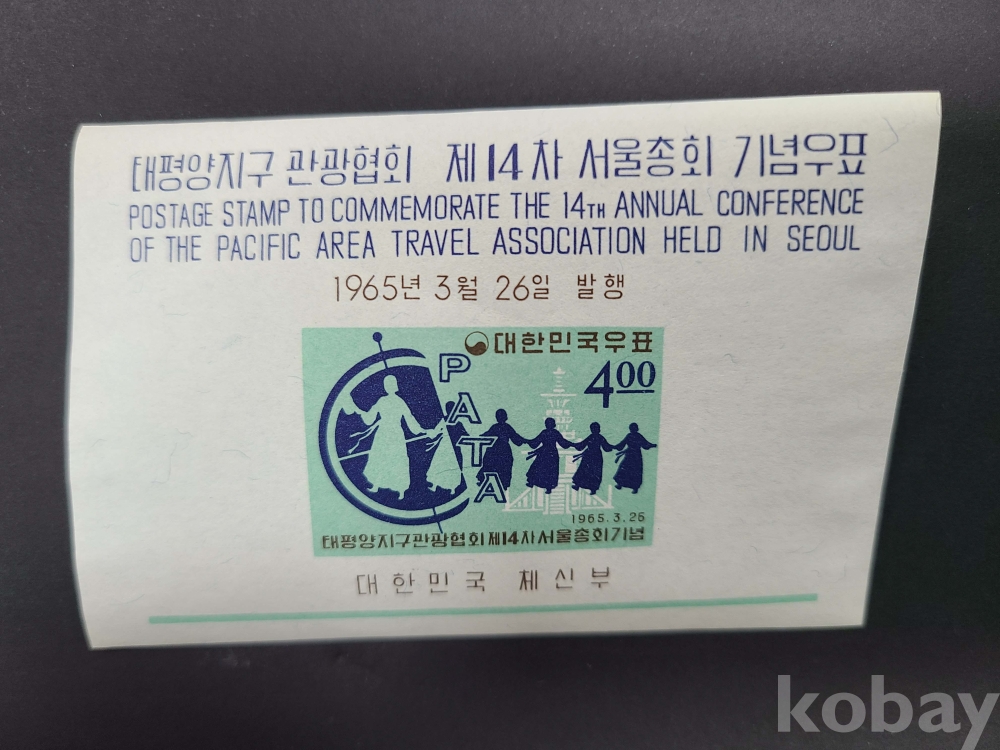 태평양지구 관광협회 제14차 서울총회 기념우표
POSTAGE STAMP TO COMMEMORATE THE 14TH ANNUAL CONFERENCE
OF THE PACIFIC AREA TRAVEL ASSOCIATION HELD IN SEOUL
1965년 3월 26일 발행
대한민국우표
400
PATA
1965.3.26
태평양지구관광협회제14차서울총회기념
대한민국 체신부
kobay